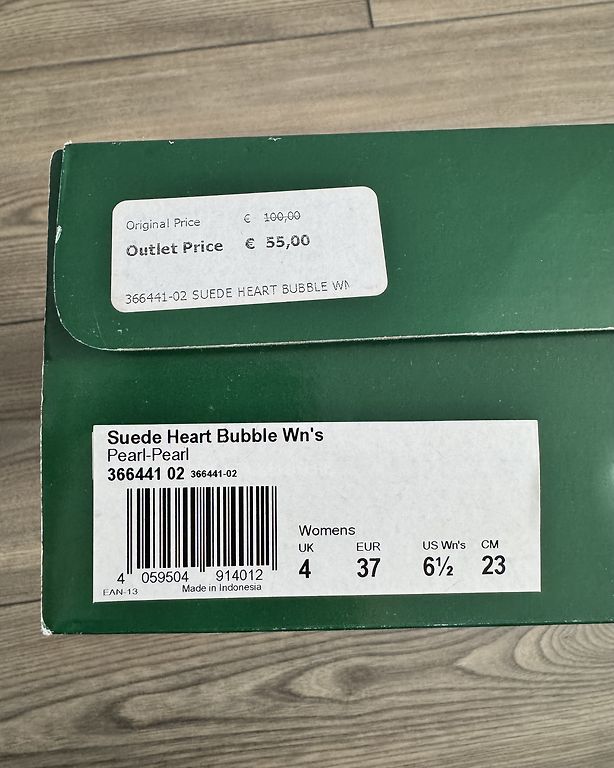 Original Price € 100,00
Outlet Price € 55,00
366441-02 SUEDE HEART BUBBLE WN
Suede Heart Bubble Wn's
Pearl-Pearl
366441 02 366441-02
4 059504 914012
EAN-13 Made in Indonesia
Womens
UK EUR US Wn's CM
4 37 6½ 23